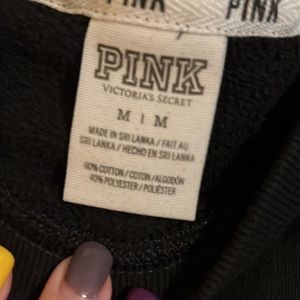 PINK PINK
PINK
VICTORIA'S SECRET
M | M
MADE IN SRI LANKA / FAIT AU
SRI LANKA / HECHO EN SRI LANKA
60% COTTON / COTON / ALGODÓN
40% POLYESTER / POLIÉSTER